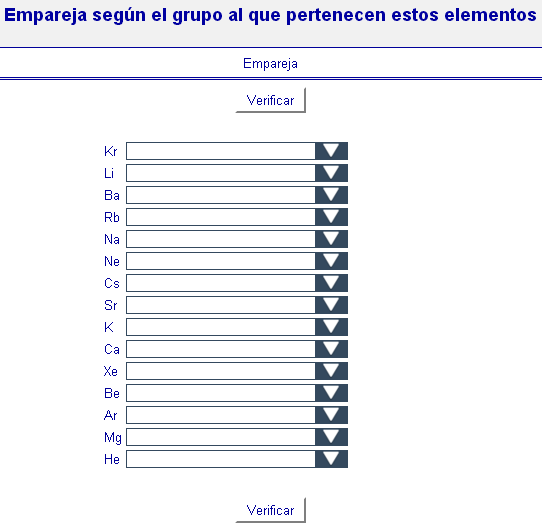 Empareja según el grupo al que pertenecen estos elementos
Empareja
Verificar
Kr
Li
Ba
Rb
Na
Ne
Cs
Sr
K
Ca
Xe
Be
Ar
Mg
He
Verificar